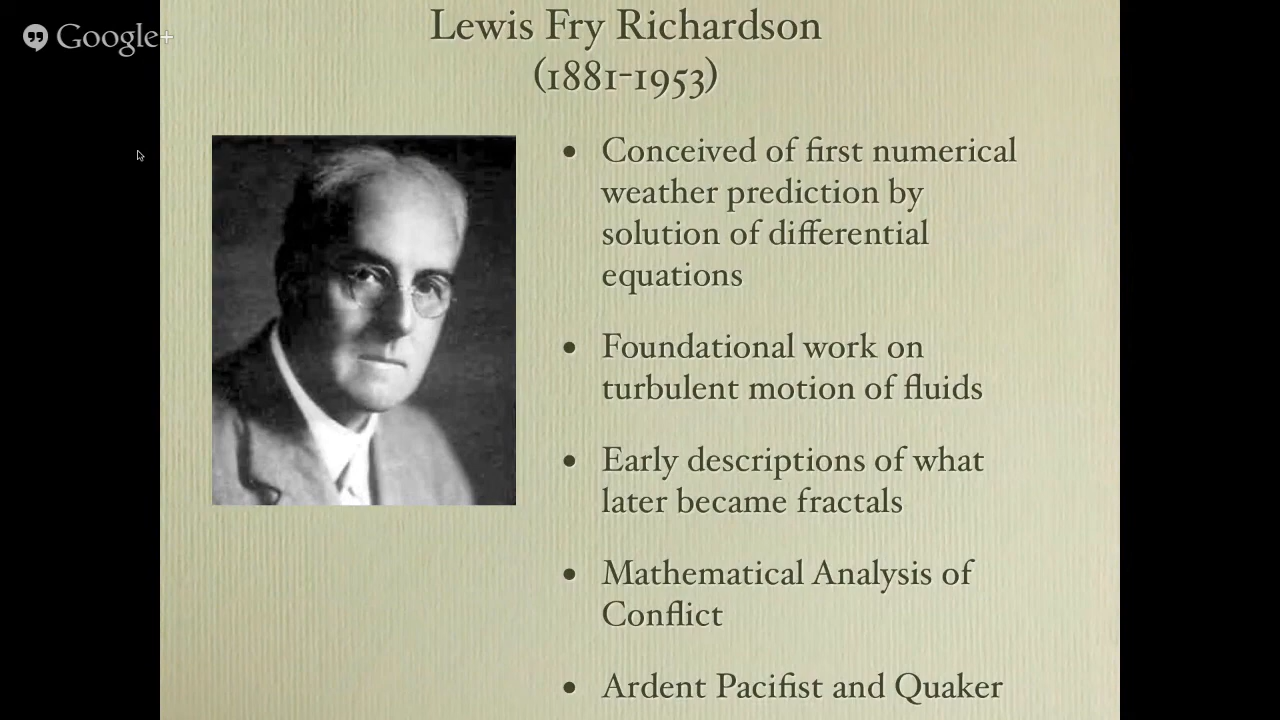 Google+
Lewis Fry Richardson
(1881-1953)
• Conceived of first numerical
weather prediction by
solution of differential
equations
• Foundational work on
turbulent motion of fluids
• Early descriptions of what
later became fractals
• Mathematical Analysis of
Conflict
• Ardent Pacifist and Quaker